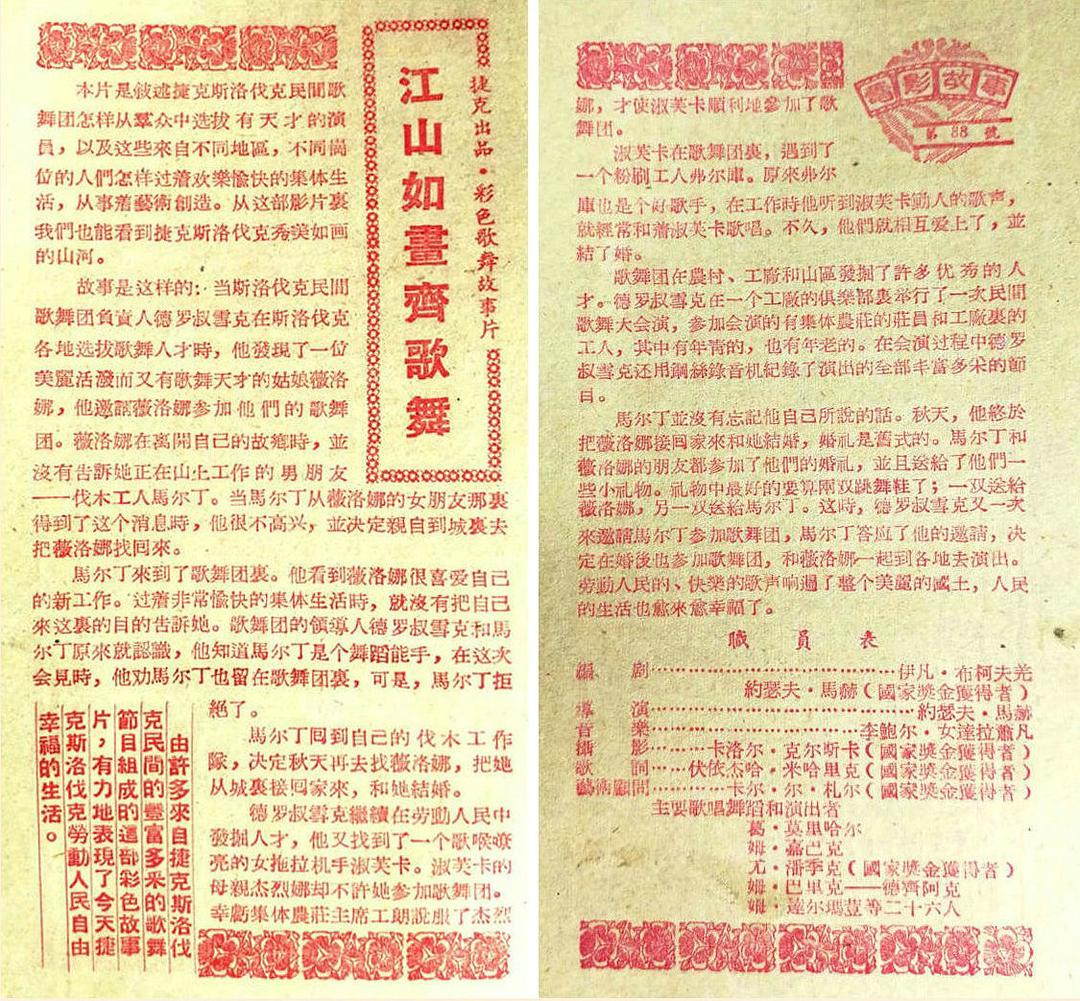 捷克出品·彩色歌舞故事片
江山如畫齊歌舞
本片是敍述捷克斯洛伐克民間歌
舞団怎样从羣众中选拔有天才的演
員，以及这些來自不同地區，不同崗
位的人們怎样过着欢樂愉快的集体生
活，从事着藝術創造。从这部影片裏
我們也能看到捷克斯洛伐克秀美如画
的山河。
故事是这样的：当斯洛伐克民間
歌舞团負責人德罗叔雪克在斯洛伐克
各地选拔歌舞人才時，他發現了一位
美麗活潑而又有歌舞天才的姑娘薇洛
娜，他邀請薇洛娜参加他們的歌舞
团。薇洛娜在离開自己的故鄉時，並
沒有告訴她正在山上工作的男朋友
——伐木工人馬尔丁。当馬尔丁从薇洛娜的女朋友那裏
得到了这个消息時，他很不高兴，並决定親自到城裏去
把薇洛娜找回來。
馬尔丁來到了歌舞团裏。他看到薇洛娜很喜爱自己
的新工作。过着非常愉快的集体生活時，就沒有把自己
來这裏的目的告訴她。歌舞团的領導人德罗叔雪克和馬
尔丁原來就認識，他知道馬尔丁是个舞蹈能手，在这次
会見時，他劝馬尔丁也留在歌舞团裏，可是，馬尔丁拒
絕了。
馬尔丁囘到自己的伐木工作
隊，决定秋天再去找薇洛娜，把她
从城裏接囘家來，和她結婚。
德罗叔雪克繼續在劳動人民中
發掘人才，他又找到了一个歌喉嘹
亮的女拖拉机手淑芙卡。淑芙卡的
母親杰烈娜却不許她参加歌舞团。
幸虧集体農莊主席工朗說服了杰烈
由許多來自捷克斯洛伐
克民間的豐富多采的歌舞
節目組成的這部彩色故事
片，有力地表現了今天捷
克斯洛伐克勞動人民自由
幸福的生活。
電影故事
第 88 號
娜，才使淑芙卡順利地參加了歌
舞团。
淑芙卡在歌舞团裏，遇到了
一个粉刷工人弗尔庫。原來弗尔
庫也是个好歌手，在工作時他听到淑芙卡動人的歌声，
就經常和着淑芙卡歌唱。不久，他們就相互爱上了，並
結了婚。
歌舞团在農村、工廠和山區發掘了許多优秀的人
才。德罗叔雪克在一个工廠的俱樂部裏举行了一次民間
歌舞大会演，参加会演的有集体農莊的莊員和工廠裏的
工人，其中有年青的，也有年老的。在会演过程中德罗
叔雪克还用鋼絲錄音机紀錄了演出的全部丰富多采的節
目。
馬尔丁並沒有忘記他自己所說的話。秋天，他終於
把薇洛娜接囘家來和她結婚，婚礼是舊式的。馬尔丁和
薇洛娜的朋友都参加了他們的婚礼，並且送給了他們一
些小礼物。礼物中最好的要算兩双跳舞鞋了；一双送給
薇洛娜，另一双送給馬尔丁。这時，德罗叔雪克又一次
來邀請馬尔丁参加歌舞团，馬尔丁答应了他的邀請，决
定在婚後也参加歌舞团，和薇洛娜一起到各地去演出。
劳動人民的、快樂的歌声响遍了整个美麗的國土，人民
的生活也愈來愈幸福了。
職員表
編劇……………………………伊凡·布柯夫羌
約瑟夫·馬赫（國家獎金獲得者）
導演……………………………約瑟夫·馬赫
音樂………………………李鮑尔·女達拉蕭凡
攝影……卡洛尔·克尔斯卡（國家獎金獲得者）
歌詞……伏依杰哈·米哈里克（國家獎金獲得者）
藝術顧問……卡尔·尔·札尔（國家獎金獲得者）
主要歌唱舞蹈和演出者
葛·莫里哈尔
姆·嘉巴克
尤·潘季克（國家獎金獲得者）
姆·巴里克——德齊阿克
姆·達尔瑪荳等二十六人